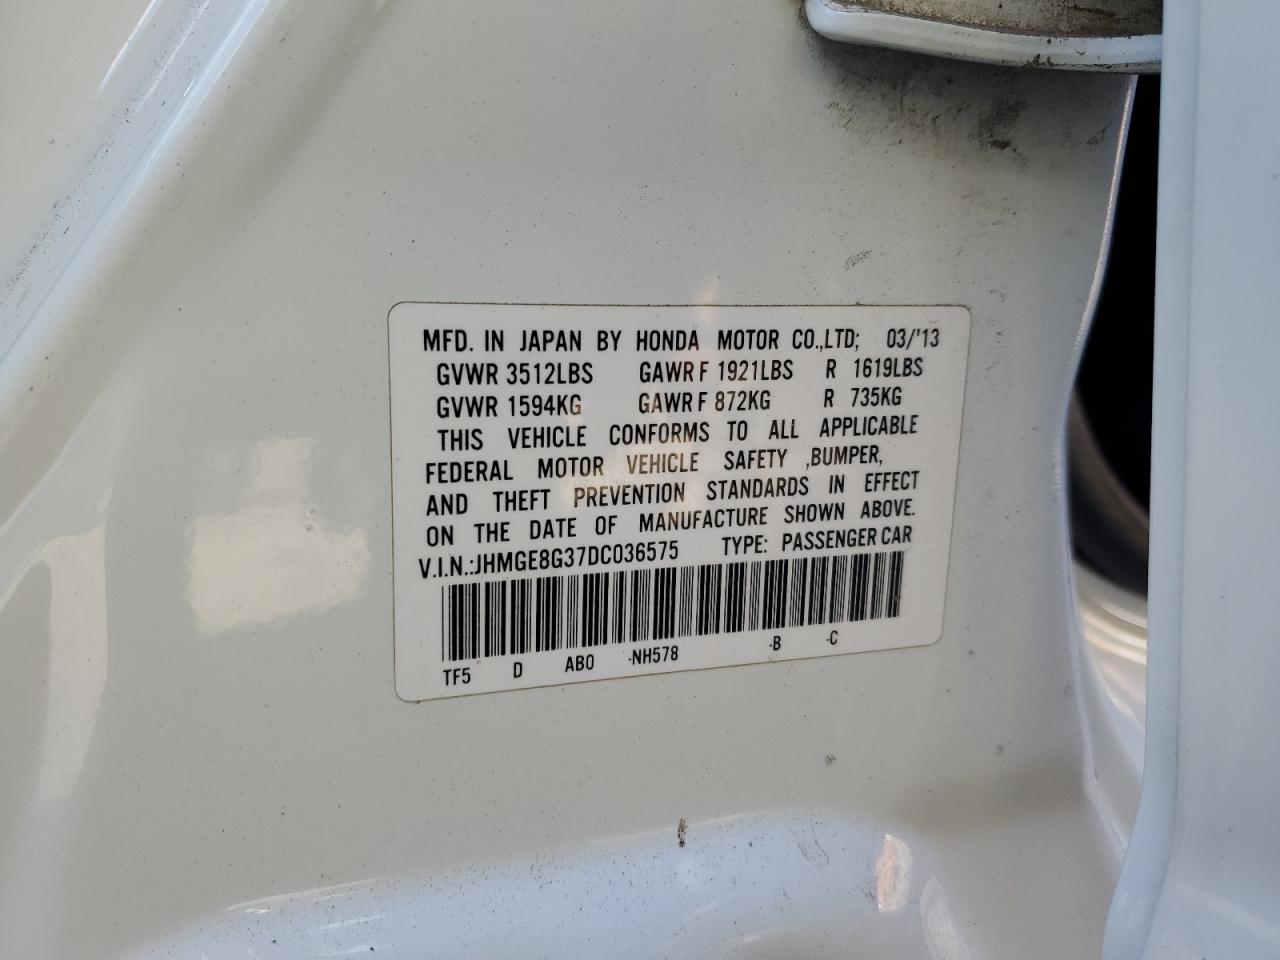 MFD. IN JAPAN BY HONDA MOTOR CO.,LTD; 03/'13
GVWR 3512LBS GAWR F 1921LBS R 1619LBS
GVWR 1594KG GAWR F 872KG R 735KG
THIS VEHICLE CONFORMS TO ALL APPLICABLE
FEDERAL MOTOR VEHICLE SAFETY ,BUMPER,
AND THEFT PREVENTION STANDARDS IN EFFECT
ON THE DATE OF MANUFACTURE SHOWN ABOVE.
V.I.N.:JHMGE8G37DC036575 TYPE: PASSENGER CAR
TF5 D AB0 -NH578 -B -C